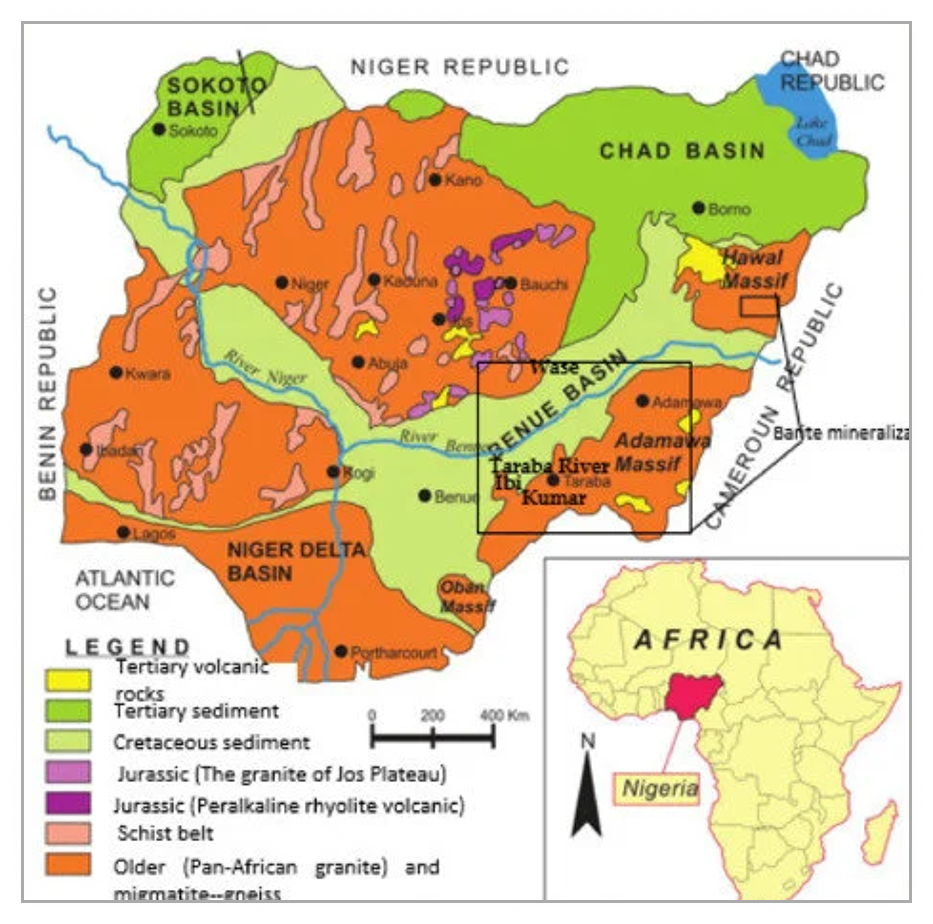 NIGER REPUBLIC
CHAD
REPUBLIC
SOKOTO
BASIN
Sokoto
Lake
Chad
CHAD BASIN
Kano
Borno
Hawal
Massif
Niger
Kaduna
Bauchi
Jos
BENIN REPUBLIC
CAMEROUN REPUBLIC
River Niger
Abuja
Kwara
Wase
BENUE BASIN
Adamawa
Barite mineraliza
River Benue
Adamawa
Massif
Ibadan
Kogi
Taraba River
Ibi
Taraba
Kumar
Benue
Lagos
NIGER DELTA
BASIN
ATLANTIC
OCEAN
Oban
Massif
Portharcourt
AFRICA
Nigeria
N
0 200 400 Km
LEGEND
Tertiary volcanic
rocks
Tertiary sediment
Cretaceous sediment
Jurassic (The granite of Jos Plateau)
Jurassic (Peralkaline rhyolite volcanic)
Schist belt
Older (Pan-African granite) and
migmatite--gneiss